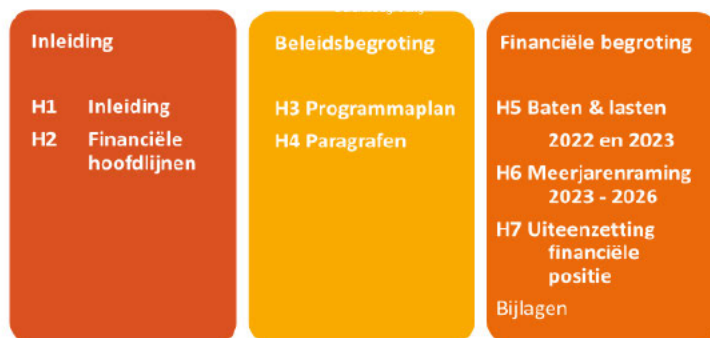 Inleiding
H1 Inleiding
H2 Financiële
hoofdlijnen
Beleidsbegroting
H3 Programmaplan
H4 Paragrafen
Financiële begroting
H5 Baten & lasten
2022 en 2023
H6 Meerjarenraming
2023 - 2026
H7 Uiteenzetting
financiële
positie
Bijlagen